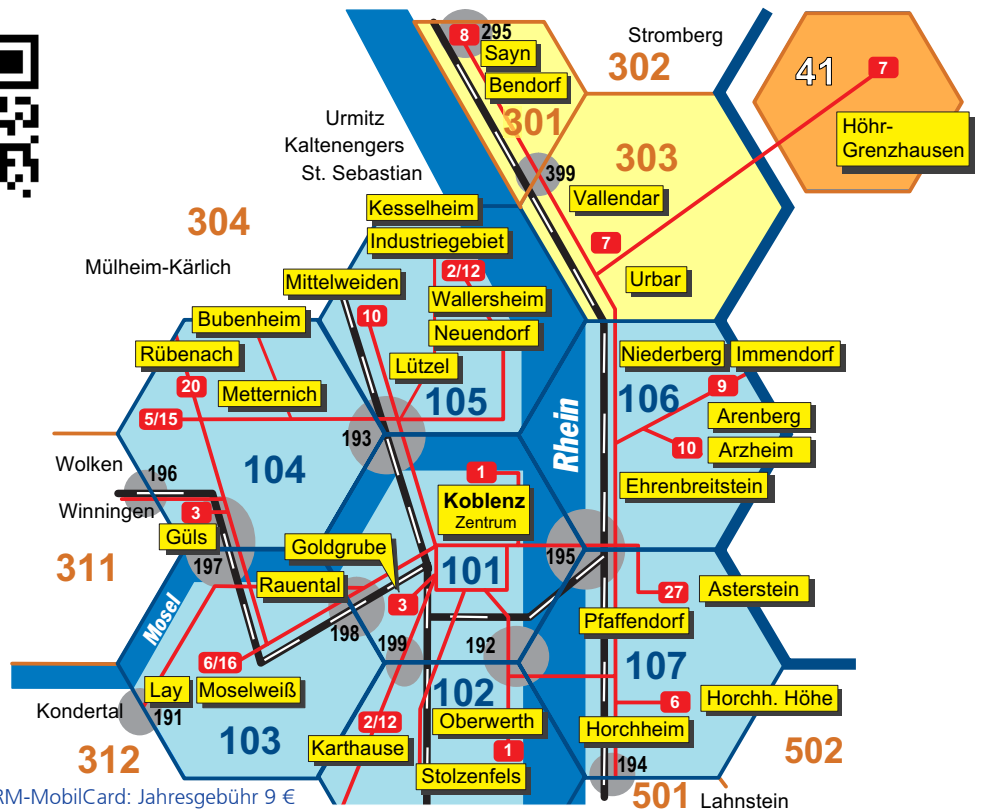 8
295
Sayn
Bendorf
301
Stromberg
302
41
7
Höhr-
Grenzhausen
Urmitz
Kaltenengers
St. Sebastian
303
399
Vallendar
7
Urbar
304
Mülheim-Kärlich
Kesselheim
Industriegebiet
2/12
Mittelweiden
Wallersheim
10
Neuendorf
Bubenheim
Rübenach
Lützel
20
Metternich
105
5/15
193
Niederberg
Immendorf
106
9
Arenberg
10
Arzheim
Ehrenbreitstein
Rhein
Wolken
196
104
1
Koblenz
Zentrum
Winningen
3
Güls
197
311
Goldgrube
Rauental
101
195
3
27
Asterstein
Pfaffendorf
Mosel
198
199
192
6/16
107
Lay
Moselweiß
102
6
Horchh. Höhe
Kondertal
191
2/12
Oberwerth
Horchheim
103
Karthause
1
312
Stolzenfels
194
502
501
Lahnstein
RM-MobilCard: Jahresgebühr 9 €